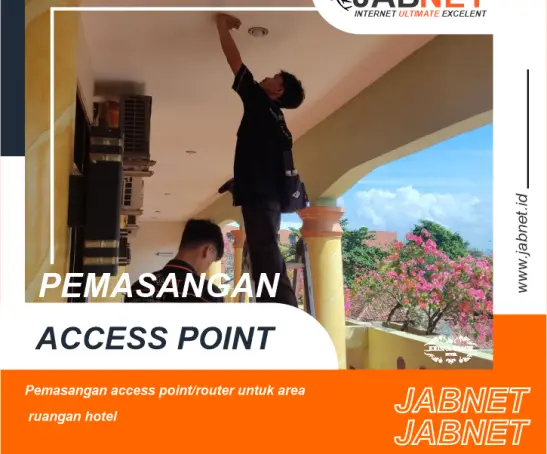 JABNET
INTERNET ULTIMATE EXCELENT
www.jabnet.id
PEMASANGAN
ACCESS POINT
Pemasangan access point/router untuk area
ruangan hotel
JABNET
JABNET